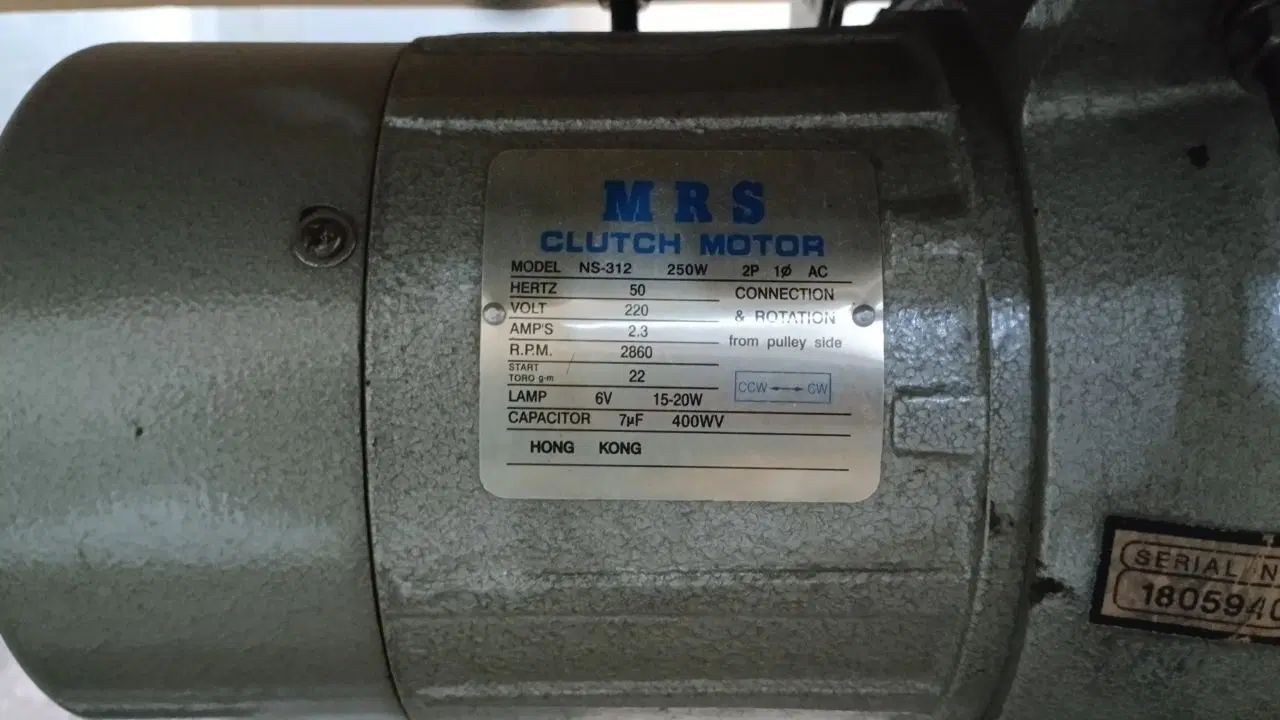 MRS
CLUTCH MOTOR
MODEL NS-312 250W 2P 1Ø AC
HERTZ 50
VOLT 220
AMP'S 2.3
R.P.M. 2860
START
TORQ g-m 22
LAMP 6V 15-20W
CAPACITOR 7µF 400WV
HONG KONG
CONNECTION
& ROTATION
from pulley side
CCW ←→ CW
SERIAL N
1805940